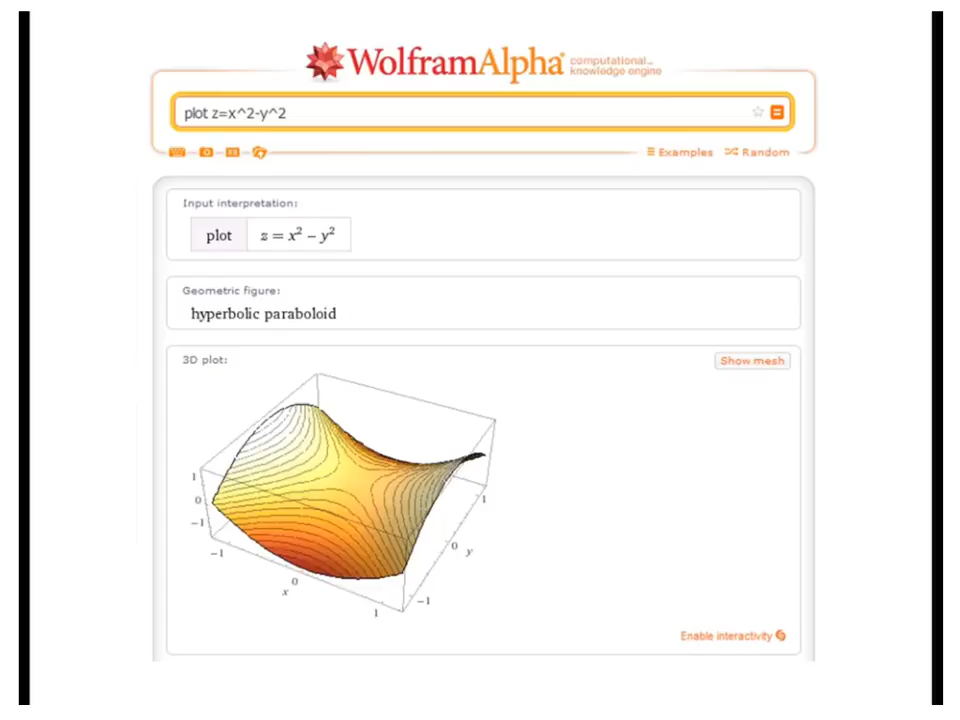 WolframAlpha computational... knowledge engine
plot z=x^2-y^2
Examples Random
Input interpretation:
plot z = x² − y²
Geometric figure:
hyperbolic paraboloid
3D plot:
Show mesh
1
0
−1
−1
0
x
1
1
0
y
−1
Enable interactivity